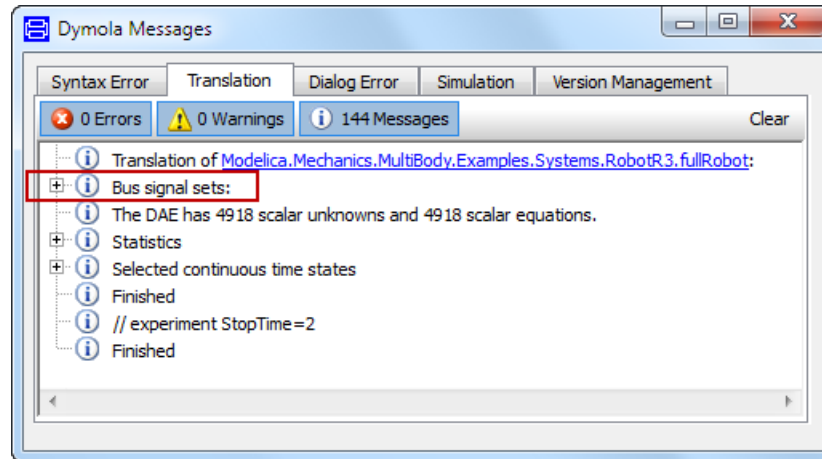 Dymola Messages
Syntax Error Translation Dialog Error Simulation Version Management
0 Errors 0 Warnings 144 Messages Clear
Translation of Modelica.Mechanics.MultiBody.Examples.Systems.RobotR3.fullRobot:
Bus signal sets:
The DAE has 4918 scalar unknowns and 4918 scalar equations.
Statistics
Selected continuous time states
Finished
// experiment StopTime=2
Finished